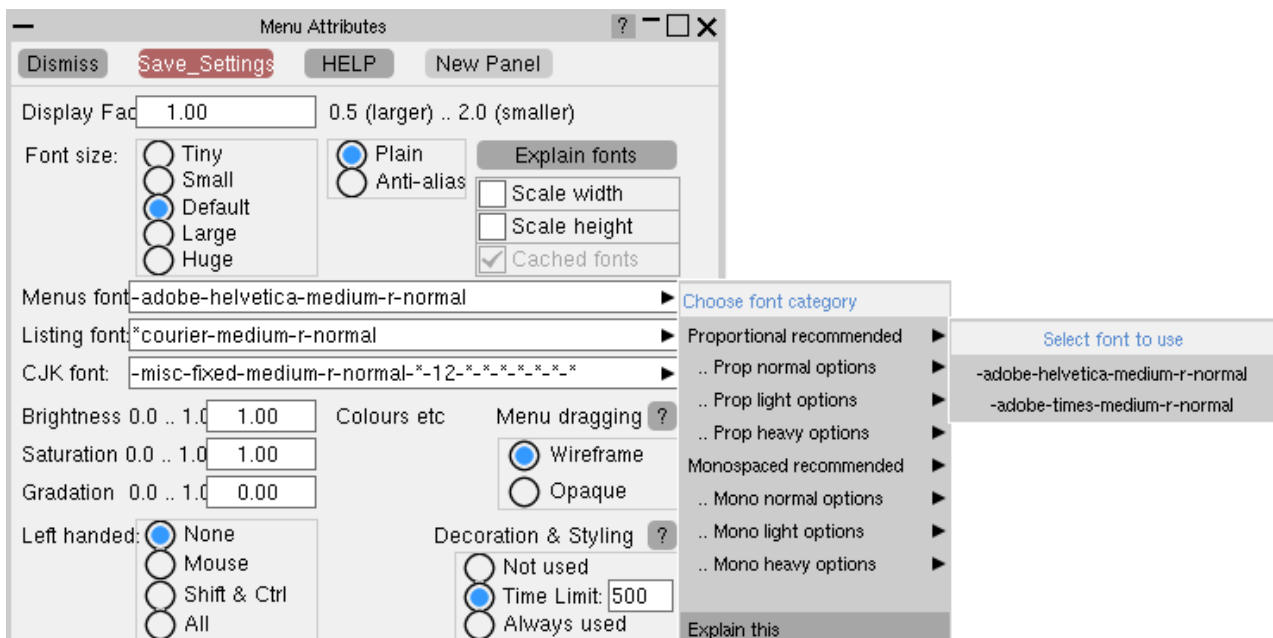 Menu Attributes ?
Dismiss Save_Settings HELP New Panel
Display Fac 1.00 0.5 (larger) .. 2.0 (smaller)
Font size: Tiny Plain Explain fonts
Small Anti-alias Scale width
Default Scale height
Large Cached fonts
Huge
Menus font -adobe-helvetica-medium-r-normal Choose font category
Listing font: *courier-medium-r-normal Proportional recommended Select font to use
CJK font: -misc-fixed-medium-r-normal-*-12-*-*-*-*-*-* .. Prop normal options -adobe-helvetica-medium-r-normal
.. Prop light options -adobe-times-medium-r-normal
Brightness 0.0 .. 1.0 1.00 Colours etc Menu dragging ? .. Prop heavy options
Saturation 0.0 .. 1.0 1.00 Wireframe Monospaced recommended
Gradation 0.0 .. 1.0 0.00 Opaque .. Mono normal options
Left handed: None Decoration & Styling ? .. Mono light options
Mouse Not used .. Mono heavy options
Shift & Ctrl Time Limit: 500
All Always used Explain this